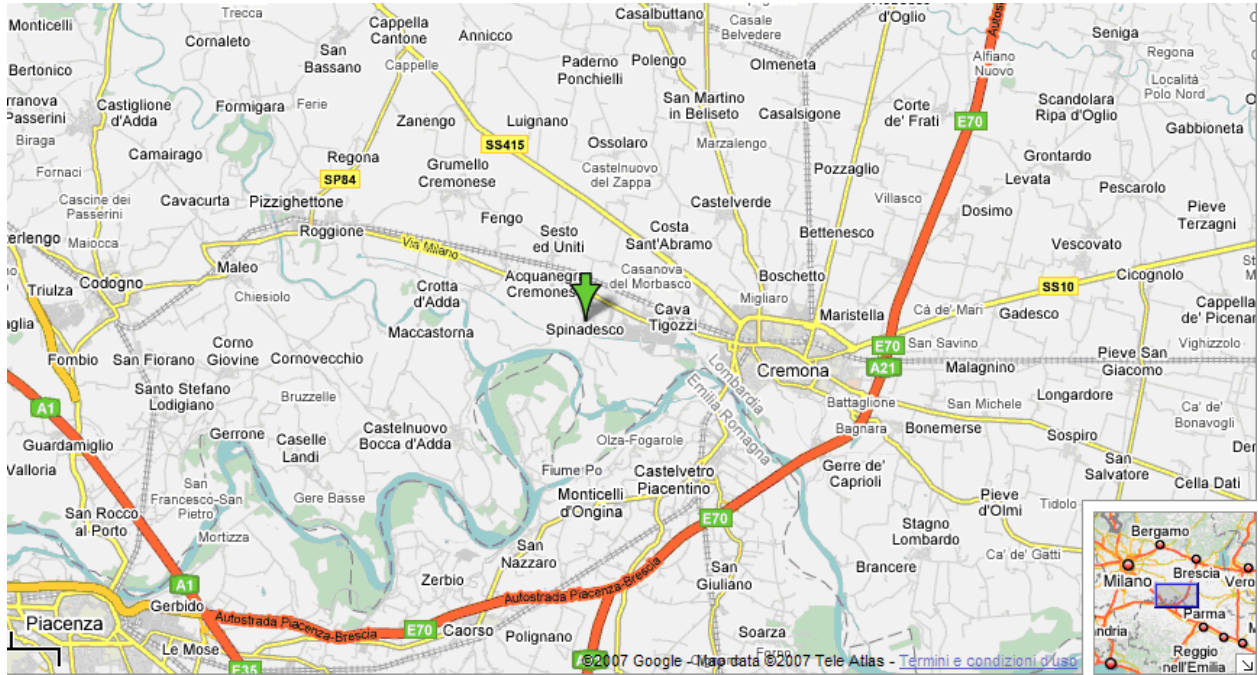 Trecca
Monticelli
Cornaleto
Cappella
Cantone
Annicco
Casalbuttano
Casale
Belvedere
d'Oglio
Seniga
Regona
San
Bassano
Cappelle
Paderno
Ponchielli
Polengo
Olmeneta
Alfiano
Nuovo
Bertonico
Località
Polo Nord
Castiglione
d'Adda
Formigara
Ferie
Zanengo
Luignano
San Martino
in Beliseto
Casalsigone
Corte
de' Frati
E70
Scandolara
Ripa d'Oglio
Gabbioneta
Passerini
Biraga
Camairago
SS415
Ossolaro
Marzalengo
Grontardo
Fornaci
Regona
SP84
Grumello
Cremonese
Castelnuovo
del Zappa
Pozzaglio
Levata
Pescarolo
Cascine dei
Passerini
Cavacurta
Pizzighettone
Fengo
Castelverde
Villasco
Dosimo
Pieve
Terzagni
Maiocca
Roggione
Via Milano
Sesto
ed Uniti
Costa
Sant'Abramo
Bettenesco
Vescovato
Triulza
Codogno
Maleo
Chiesiolo
Crotta
d'Adda
Acquanegra
Cremonese
Casanova
del Morbasco
Boschetto
Migliaro
SS10
Cicognolo
Maccastorna
Spinadesco
Cava
Tigozzi
Maristella
Cà de' Mari
Gadesco
Cappella
de' Picenar
Fombio
San Fiorano
Corno
Giovine
Cornovecchio
Lombardia
Emilia Romagna
Cremona
E70
A21
San Savino
Malagnino
Pieve San
Giacomo
Vighizzolo
A1
Santo Stefano
Lodigiano
Bruzzelle
Battaglione
San Michele
Longardore
Ca' de'
Bonavogli
Guardamiglio
Gerrone
Caselle
Landi
Castelnuovo
Bocca d'Adda
Olza-Fogarole
Bagnara
Bonemerse
Sospiro
Valloria
San
Francesco-San
Pietro
Gere Basse
Fiume Po
Castelvetro
Piacentino
Gerre de'
Caprioli
San
Salvatore
Cella Dati
San Rocco
al Porto
Mortizza
Monticelli
d'Ongina
E70
Pieve
d'Olmi
Tidolo
Stagno
Lombardo
Ca' de' Gatti
San
Nazzaro
San
Giuliano
Brancere
A1
Zerbio
Autostrada Piacenza-Brescia
Gerbido
Piacenza
Autostrada Piacenza-Brescia
E70
Caorso
Polignano
Soarza
Le Mose
E35
Bergamo
Milano
Brescia
Parma
Reggio
nell'Emilia
©2007 Google - Map data ©2007 Tele Atlas - Termini e condizioni d'uso